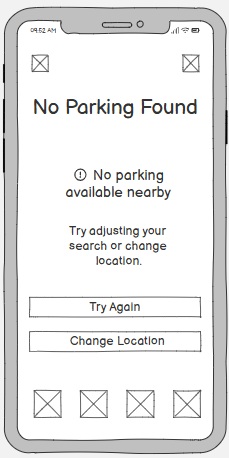 09:52 AM
No Parking Found
No parking
available nearby
Try adjusting your
search or change
location.
Try Again
Change Location